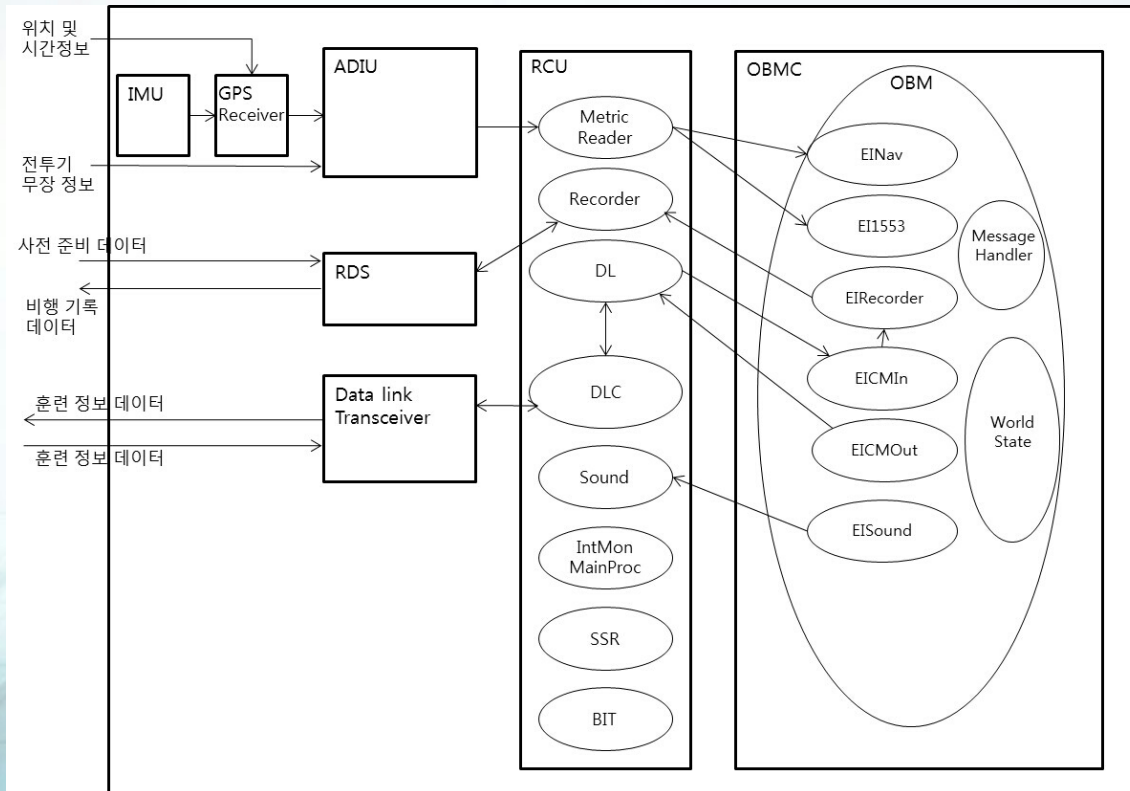 위치 및
시간정보
IMU
GPS
Receiver
ADIU
전투기
무장 정보
사전 준비 데이터
비행 기록
데이터
RDS
훈련 정보 데이터
훈련 정보 데이터
Data link
Transceiver
RCU
Metric
Reader
Recorder
DL
DLC
Sound
IntMon
MainProc
SSR
BIT
OBMC
OBM
EINav
EI1553
EIRecorder
EICMIn
EICMOut
EISound
Message
Handler
World
State